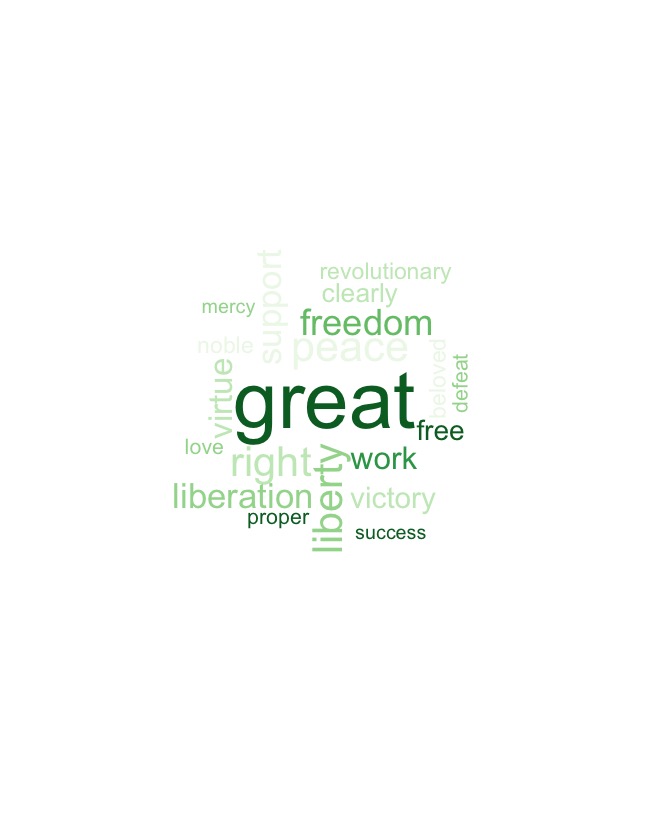 support
revolutionary
clearly
mercy
freedom
noble
peace
beloved
defeat
virtue
great
free
love
right
liberty
work
liberation
victory
proper
success